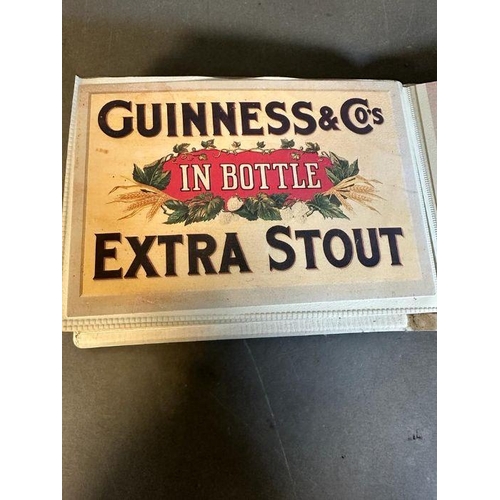 GUINNESS & CO'S
IN BOTTLE
EXTRA STOUT